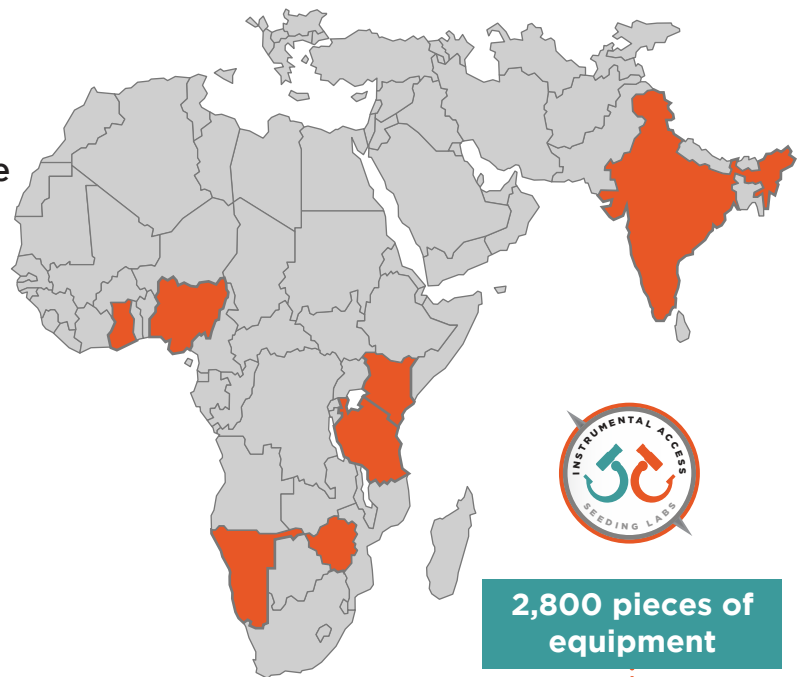 e
INSTRUMENTAL ACCESS
SEEDING LABS
2,800 pieces of
equipment